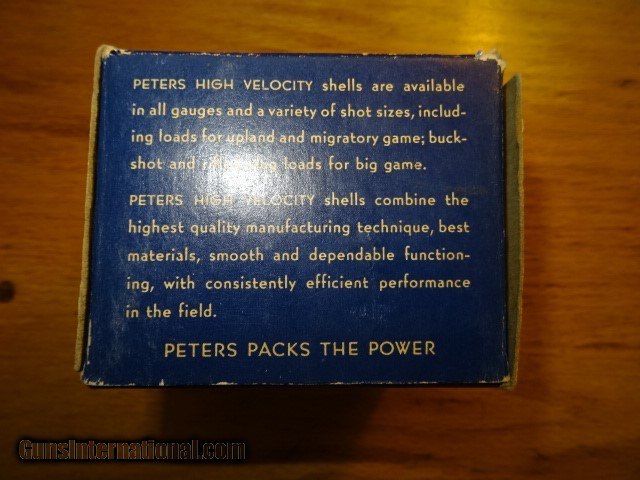 PETERS HIGH VELOCITY shells are available
in all gauges and a variety of shot sizes, includ-
ing loads for upland and migratory game; buck-
shot and rifled slug loads for big game.
PETERS HIGH VELOCITY shells combine the
highest quality manufacturing technique, best
materials, smooth and dependable function-
ing, with consistently efficient performance
in the field.
PETERS PACKS THE POWER
GunsInternational.com